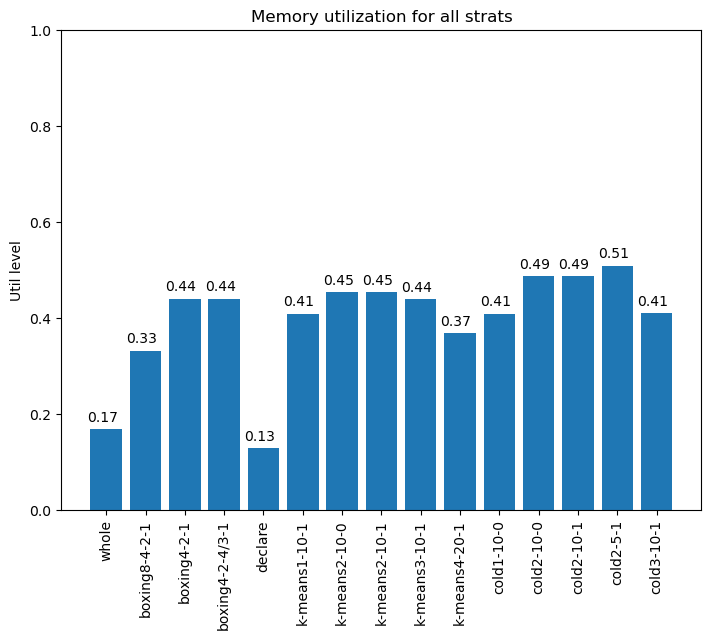 Memory utilization for all strats
Util level
1.0
0.8
0.6
0.4
0.2
0.0
0.17
0.33
0.44
0.44
0.13
0.41
0.45
0.45
0.44
0.37
0.41
0.49
0.49
0.51
0.41
whole
boxing8-4-2-1
boxing4-2-1
boxing4-2-4/3-1
declare
k-means1-10-1
k-means2-10-0
k-means2-10-1
k-means3-10-1
k-means4-20-1
cold1-10-0
cold2-10-0
cold2-10-1
cold2-5-1
cold3-10-1